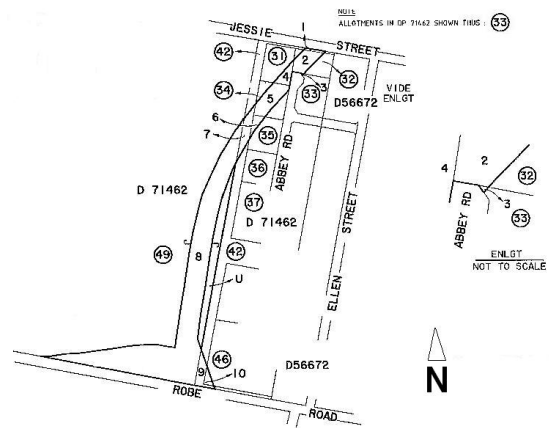 NOTE
ALLOTMENTS IN DP 71462 SHOWN THUS : 33
1
JESSIE STREET
42
31
2
32
VIDE
ENLGT
4
3
34
5
33
D56672
6
7
35
ABBEY RD
36
37
D 71462
D 71462
49
8
42
U
ELLEN STREET
46
D56672
9
10
ROBE ROAD
N
2
4
32
3
33
ABBEY RD
ENLGT
NOT TO SCALE